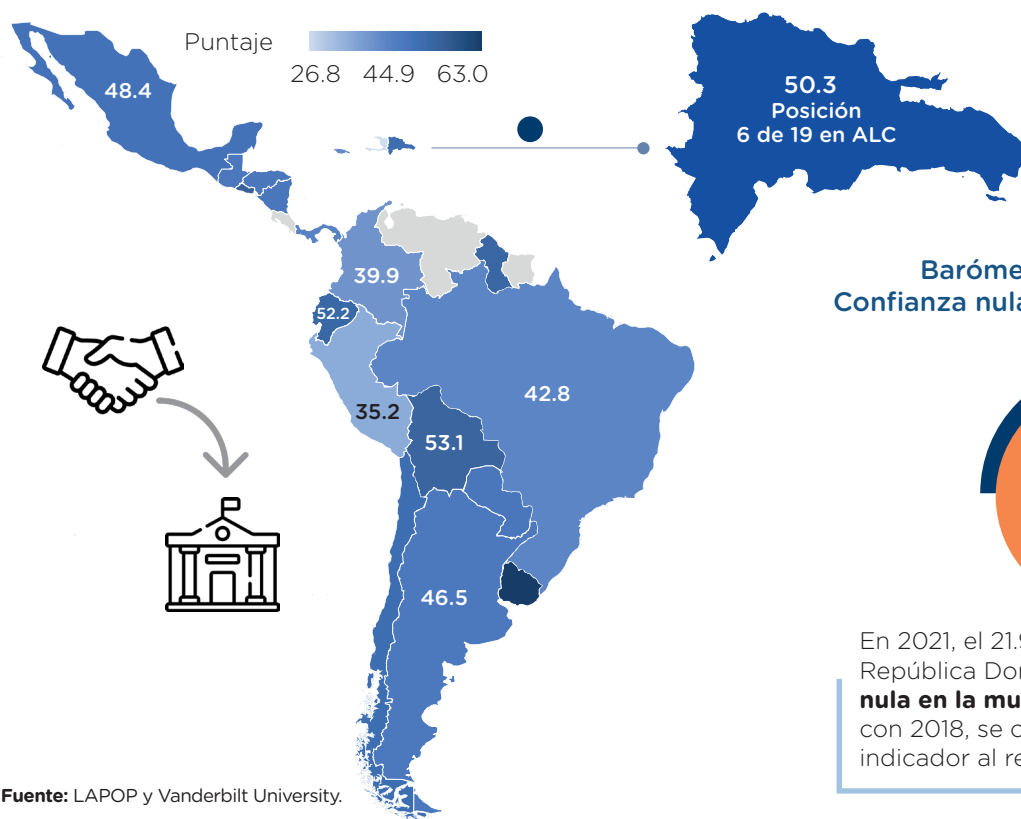 Puntaje
26.8 44.9 63.0
48.4
50.3
Posición
6 de 19 en ALC
39.9
52.2
35.2
42.8
53.1
46.5
Baróme
Confianza nula
En 2021, el 21.9
República Dor
nula en la mu
con 2018, se o
indicador al re
Fuente: LAPOP y Vanderbilt University.